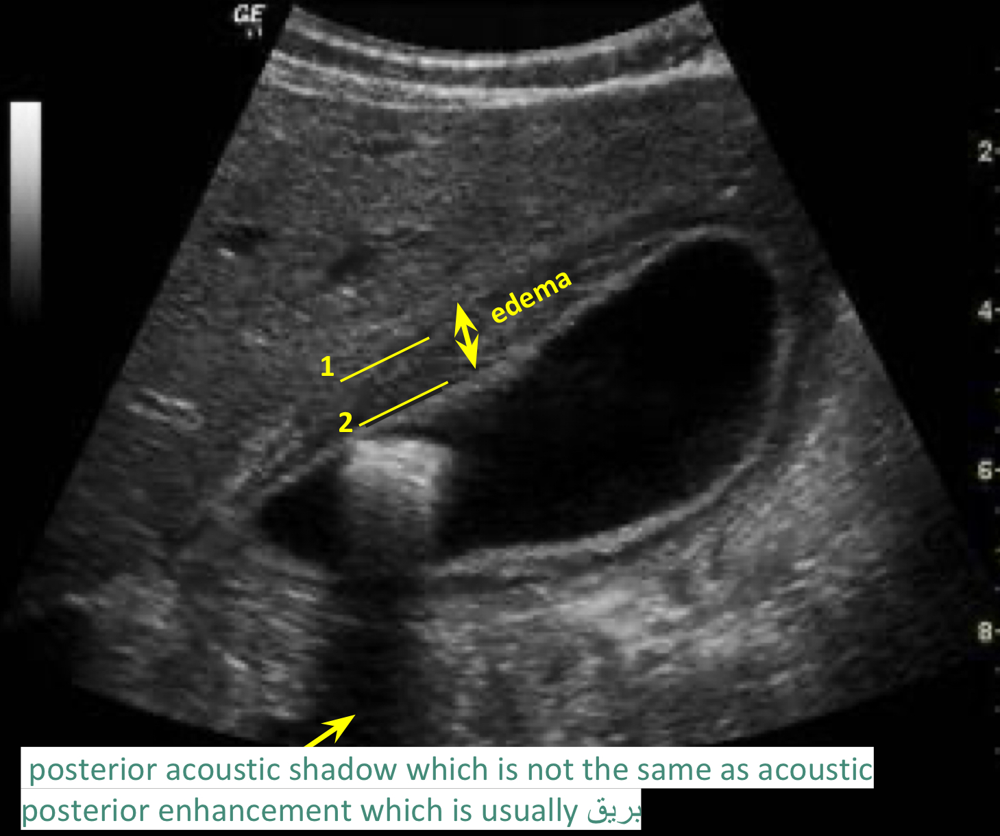 GE
2
edema
4
1
2
6
8
posterior acoustic shadow which is not the same as acoustic
posterior enhancement which is usually بريق